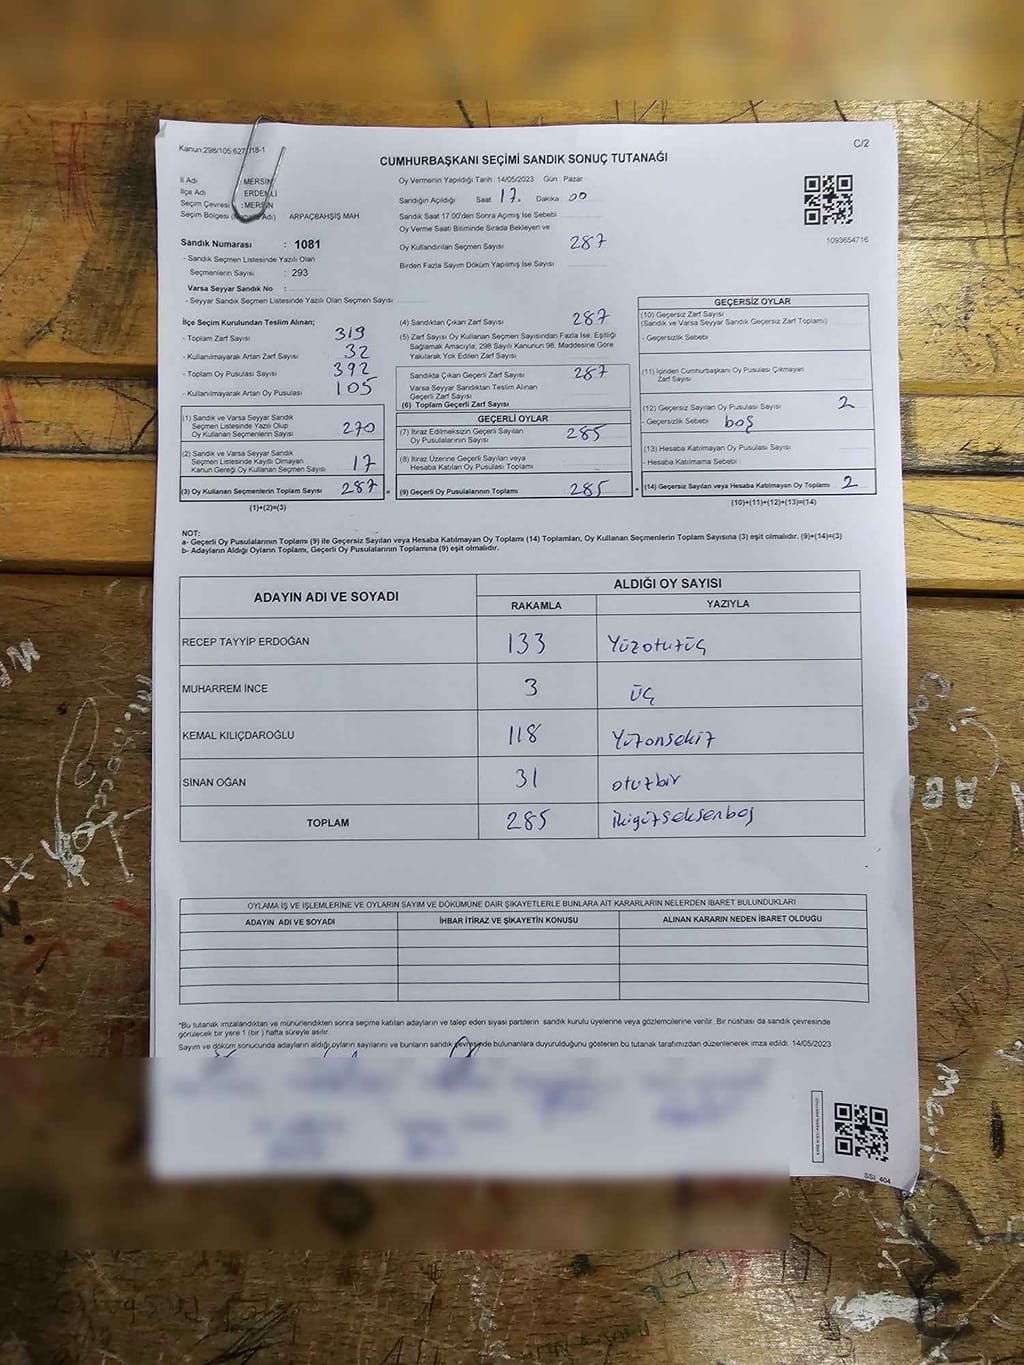 Kanun:298/105;627/18-1
C/2
CUMHURBAŞKANI SEÇİMİ SANDIK SONUÇ TUTANAĞI
İl Adı : MERSİN
İlçe Adı ERDEMLİ
Seçim Çevresi : MERSİN
Seçim Bölgesi Adı) ARPAÇBAHŞİŞ MAH
Sandık Numarası : 1081
- Sandık Seçmen Listesinde Yazılı Olan
Seçmenlerin Sayısı : 293
Varsa Seyyar Sandık No :
- Seyyar Sandık Seçmen Listesinde Yazılı Olan Seçmen Sayısı
Oy Vermenin Yapıldığı Tarih :14/05/2023 Gün : Pazar
Sandığın Açıldığı Saat 17. Dakika 00
Sandık Saat 17.00'den Sonra Açmış İse Sebebi
Oy Verme Saati Bitiminde Sırada Bekleyen ve
Oy Kullandırılan Seçmen Sayısı 287
Birden Fazla Sayım Döküm Yapılmış İse Sayısı
1093654716
İlçe Seçim Kurulundan Teslim Alınan;
- Toplam Zarf Sayısı 319
- Kullanılmayarak Artan Zarf Sayısı 32
- Toplam Oy Pusulası Sayısı 392
- Kullanılmayarak Artan Oy Pusulası 105
(1) Sandık ve Varsa Seyyar Sandık
Seçmen Listesinde Yazılı Olup
Oy Kullanan Seçmenlerin Sayısı 270
(2) Sandık ve Varsa Seyyar Sandık
Seçmen Listesinde Kayıtlı Olmayan
Kanun Gereği Oy Kullanan Seçmen Sayısı 17
(3) Oy Kullanan Seçmenlerin Toplam Sayısı 287 =
(1)+(2)=(3)
(4) Sandıktan Çıkan Zarf Sayısı 287
(5) Zarf Sayısı Oy Kullanan Seçmen Sayısından Fazla İse, Eşitliği
Sağlamak Amacıyla; 298 Sayılı Kanunun 98. Maddesine Göre
Yakılarak Yok Edilen Zarf Sayısı
Sandıkta Çıkan Geçerli Zarf Sayısı 287
Varsa Seyyar Sandıktan Teslim Alınan
Geçerli Zarf Sayısı
(6) Toplam Geçerli Zarf Sayısı
GEÇERLİ OYLAR
(7) İtiraz Edilmeksizin Geçerli Sayılan
Oy Pusulalarının Sayısı 285
(8) İtiraz Üzerine Geçerli Sayılan veya
Hesaba Katılan Oy Pusulası Toplamı
(9) Geçerli Oy Pusulalarının Toplamı 285
GEÇERSİZ OYLAR
(10) Geçersiz Zarf Sayısı
(Sandık ve Varsa Seyyar Sandık Geçersiz Zarf Toplamı)
- Geçersizlik Sebebi
(11) İçinden Cumhurbaşkanı Oy Pusulası Çıkmayan
Zarf Sayısı
(12) Geçersiz Sayılan Oy Pusulası Sayısı 2
- Geçersizlik Sebebi boş
(13) Hesaba Katılmayan Oy Pusulası Sayısı
- Hesaba Katılmama Sebebi
(14) Geçersiz Sayılan veya Hesaba Katılmayan Oy Toplamı 2
(10)+(11)+(12)+(13)=(14)
NOT:
a- Geçerli Oy Pusulalarının Toplamı (9) ile Geçersiz Sayılan veya Hesaba Katılmayan Oy Toplamı (14) Toplamları, Oy Kullanan Seçmenlerin Toplam Sayısına (3) eşit olmalıdır. (9)+(14)=(3)
b- Adayların Aldığı Oyların Toplamı, Geçerli Oy Pusulalarının Toplamına (9) eşit olmalıdır.
ADAYIN ADI VE SOYADI ALDIĞI OY SAYISI
RAKAMLA YAZIYLA
RECEP TAYYİP ERDOĞAN 133 Yüzotuzüç
MUHARREM İNCE 3 üç
KEMAL KILIÇDAROĞLU 118 Yüzonsekiz
SİNAN OĞAN 31 otuzbir
TOPLAM 285 ikiyüzseksenbeş
OYLAMA İŞ VE İŞLEMLERİNE VE OYLARIN SAYIM VE DÖKÜMÜNE DAİR ŞİKAYETLERLE BUNLARA AİT KARARLARIN NELERDEN İBARET BULUNDUKLARI
ADAYIN ADI VE SOYADI İHBAR İTİRAZ VE ŞİKAYETİN KONUSU ALINAN KARARIN NEDEN İBARET OLDUĞU
*Bu tutanak imzalandıktan ve mühürlendikten sonra seçime katılan adayların ve talep eden siyasi partilerin sandık kurulu üyelerine veya gözlemcilerine verilir. Bir nüshası da sandık çevresinde
görülecek bir yere 1 (bir ) hafta süreyle asılır.
Sayım ve döküm sonucunda adayların aldığı oyların sayılarını ve bunların sandık çevresinde bulunanlara duyurulduğunu gösteren bu tutanak tarafımızdan düzenlenerek imza edildi. 14/05/2023
SSİ_404